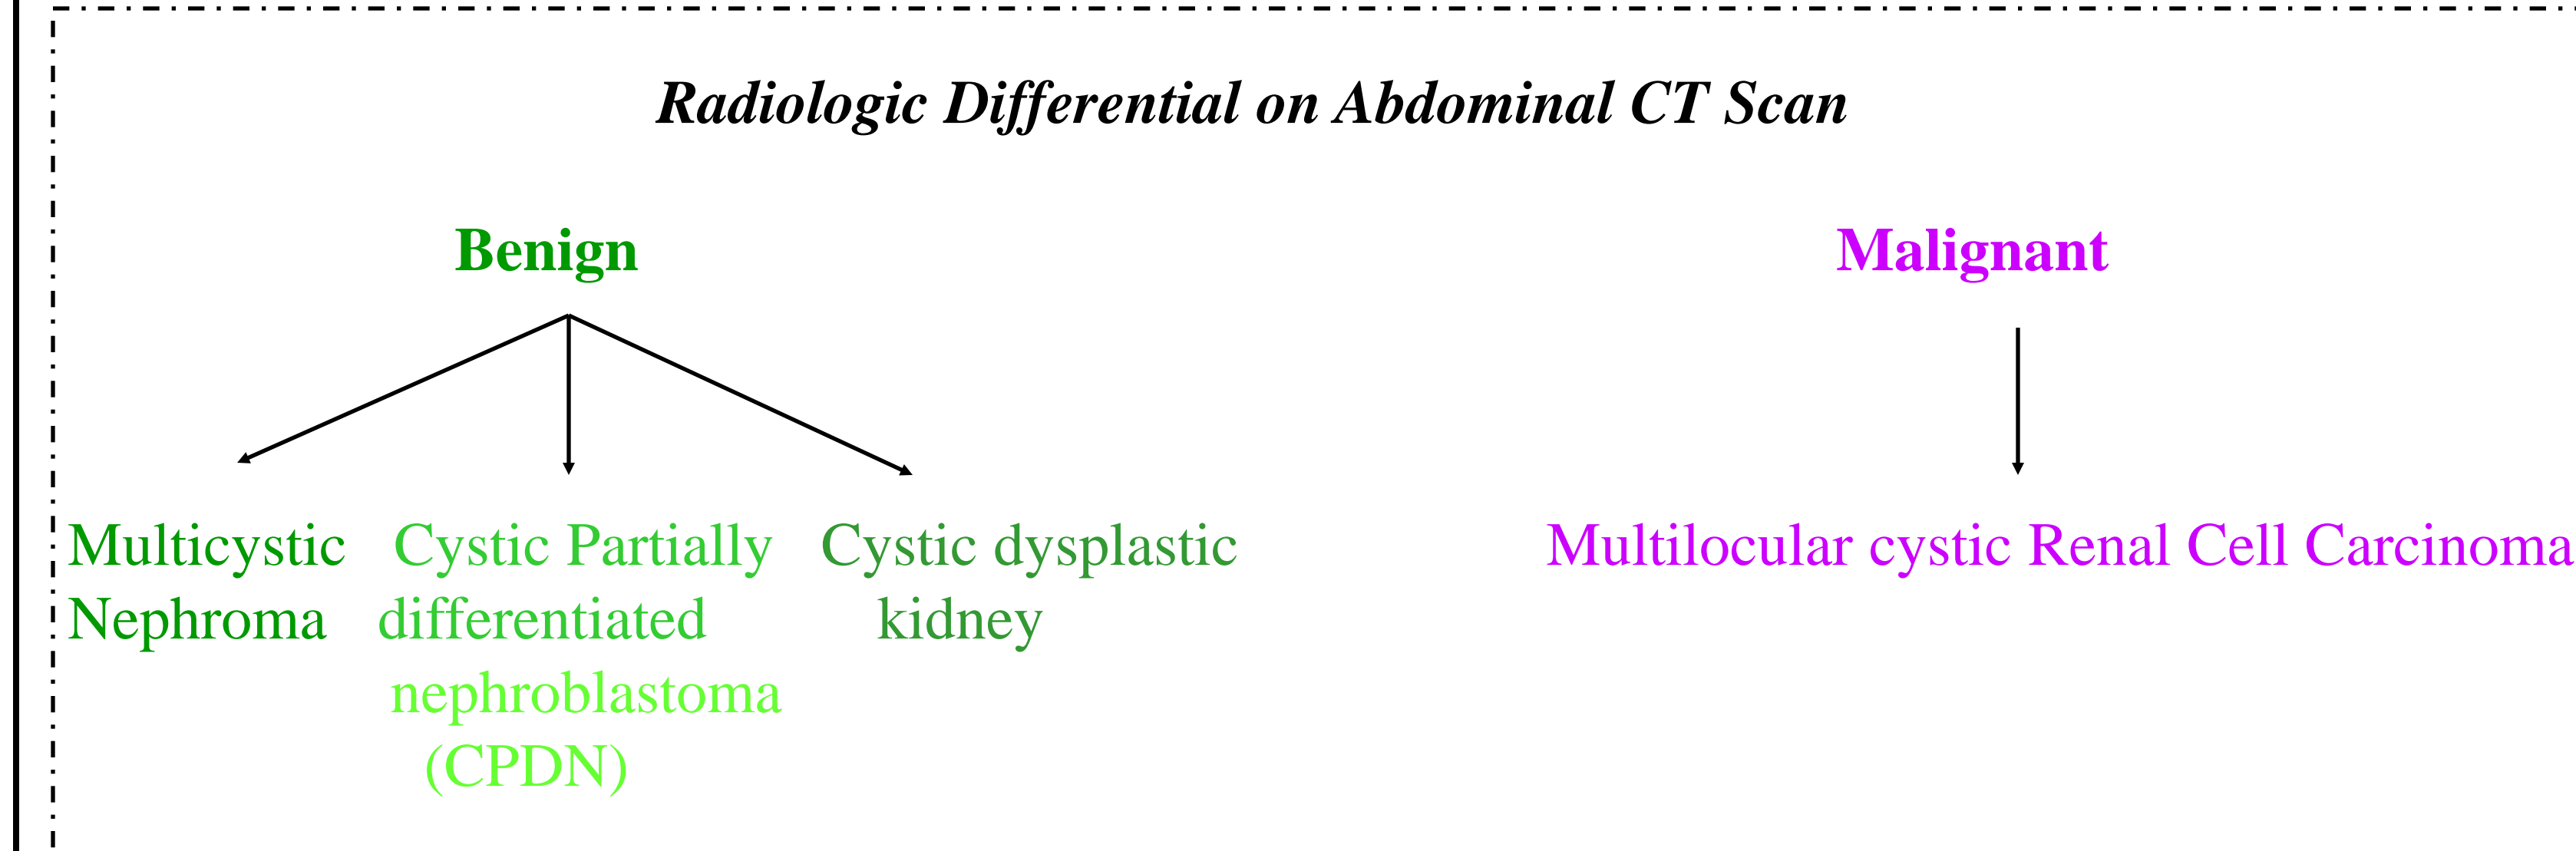 Radiologic Differential on Abdominal CT Scan
Benign
Malignant
Multicystic
Nephroma
Cystic Partially
differentiated
nephroblastoma
(CPDN)
Cystic dysplastic
kidney
Multilocular cystic Renal Cell Carcinoma